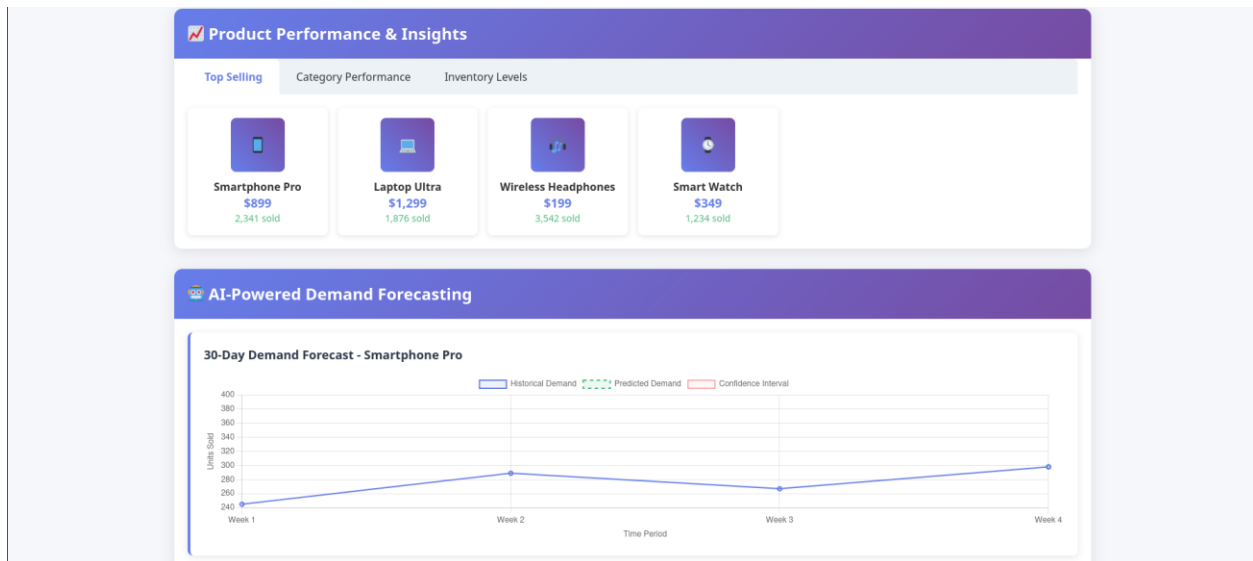 Product Performance & Insights
Top Selling Category Performance Inventory Levels
Smartphone Pro
$899
2,341 sold
Laptop Ultra
$1,299
1,876 sold
Wireless Headphones
$199
3,542 sold
Smart Watch
$349
1,234 sold
AI-Powered Demand Forecasting
30-Day Demand Forecast - Smartphone Pro
Historical Demand Predicted Demand Confidence Interval
Units Sold
400
380
360
340
320
300
280
260
240
Week 1 Week 2 Week 3 Week 4
Time Period